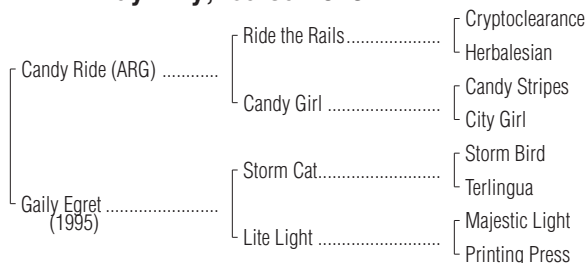 Ride the Rails.................... Cryptoclearance
Herbalesian
Candy Ride (ARG) ............
Candy Girl ........................ Candy Stripes
City Girl
Storm Cat.......................... Storm Bird
Terlingua
Gaily Egret ........................
(1995)
Lite Light .......................... Majestic Light
Printing Press